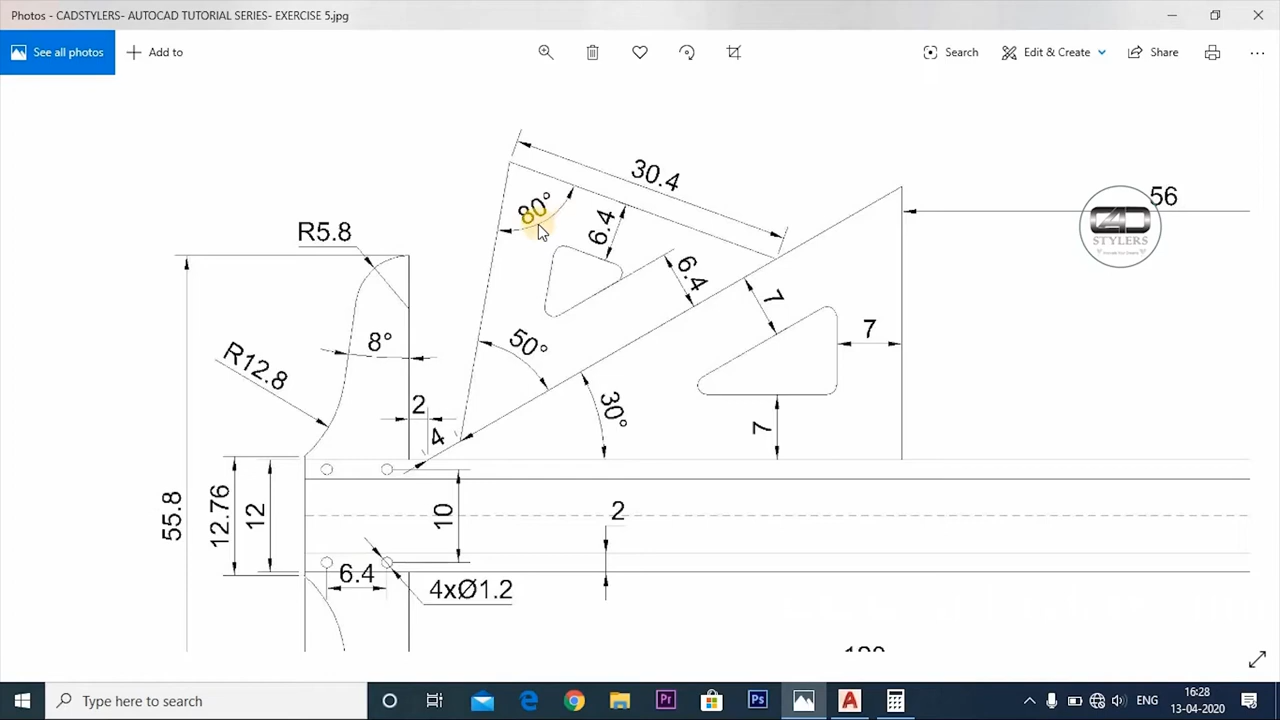 Photos - CADSTYLERS- AUTOCAD TUTORIAL SERIES- EXERCISE 5.jpg
See all photos
Add to
Search
Edit & Create
Share
30.4
80°
6.4
56
CAD
STYLERS
R5.8
6.4
7
8°
50°
7
R12.8
30°
2
4
7
55.8
12.76
12
10
2
6.4
4xØ1.2
Type here to search
ENG
16:28
13-04-2020